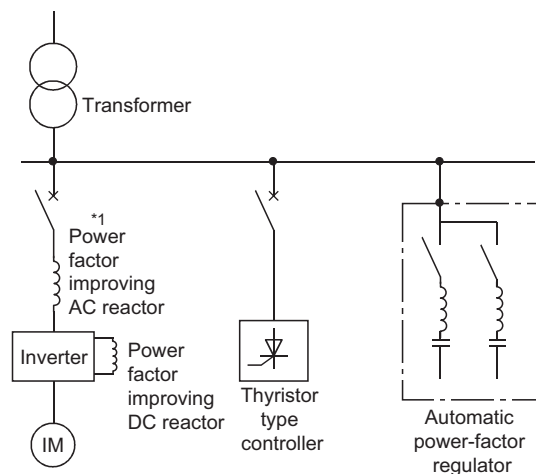 Transformer
*1
Power
factor
improving
AC reactor
Inverter
Power
factor
improving
DC reactor
IM
Thyristor
type
controller
Automatic
power-factor
regulator